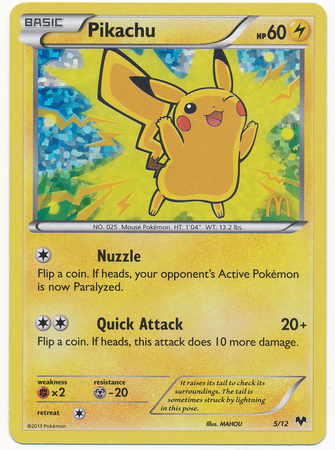 BASIC
Pikachu
HP60
NO. 025 Mouse Pokémon. HT: 1'04" WT: 13.2 lbs.
Nuzzle
Flip a coin. If heads, your opponent's Active Pokémon
is now Paralyzed.
Quick Attack 20+
Flip a coin. If heads, this attack does 10 more damage.
weakness resistance
×2 -20
It raises its tail to check its
surroundings. The tail is
sometimes struck by lightning
in this pose.
retreat
©2013 Pokémon Illus. MAHOU 5/12